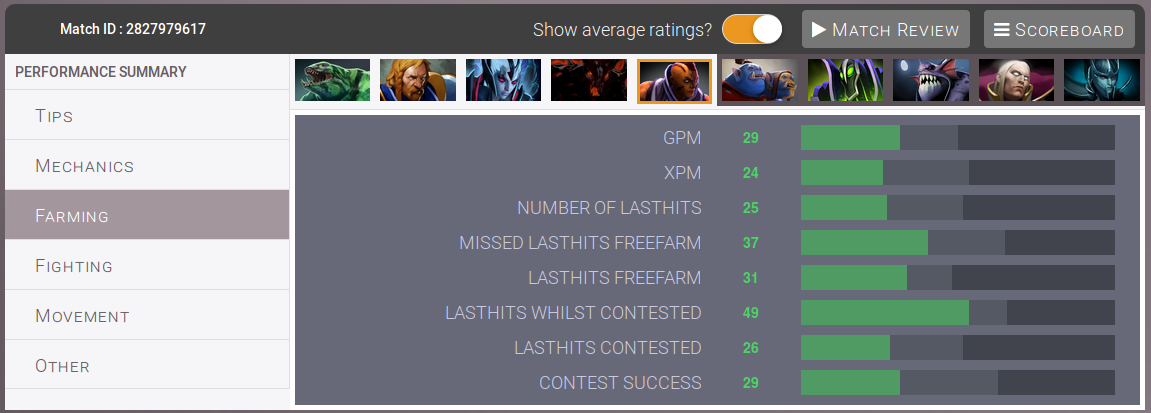 Match ID : 2827979617
Show average ratings?
Match Review
Scoreboard
PERFORMANCE SUMMARY
Tips
Mechanics
Farming
Fighting
Movement
Other
GPM 29
XPM 24
NUMBER OF LASTHITS 25
MISSED LASTHITS FREEFARM 37
LASTHITS FREEFARM 31
LASTHITS WHILST CONTESTED 49
LASTHITS CONTESTED 26
CONTEST SUCCESS 29